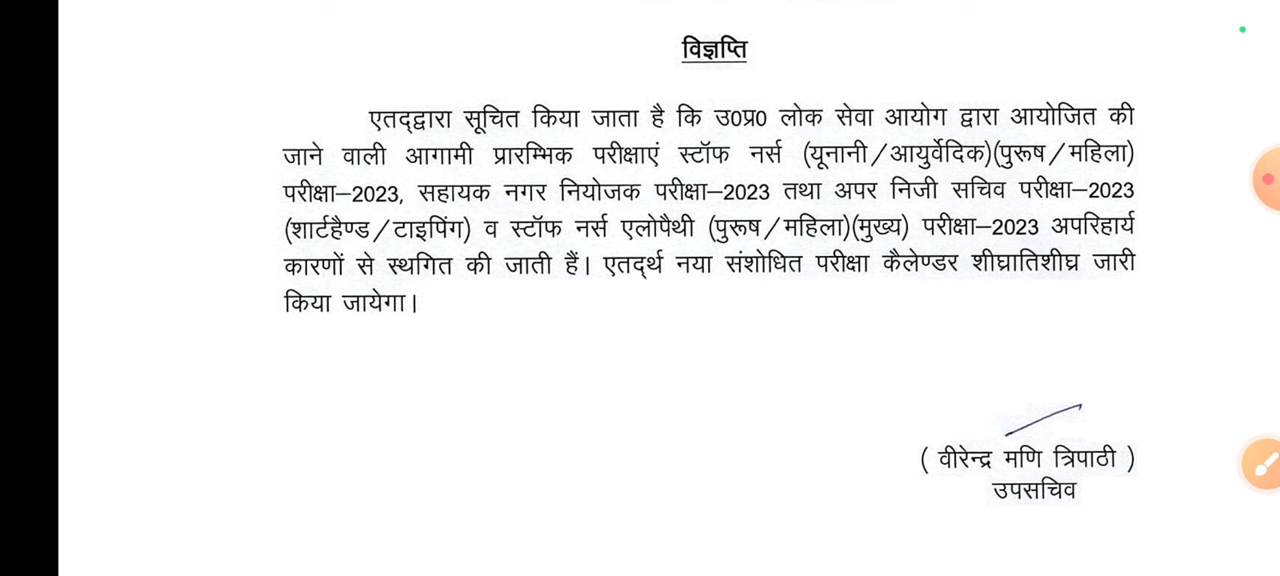 विज्ञप्ति
एतद्द्वारा सूचित किया जाता है कि उ0प्र0 लोक सेवा आयोग द्वारा आयोजित की
जाने वाली आगामी प्रारम्भिक परीक्षाएं स्टॉफ नर्स (यूनानी/आयुर्वेदिक)(पुरूष/महिला)
परीक्षा–2023, सहायक नगर नियोजक परीक्षा–2023 तथा अपर निजी सचिव परीक्षा–2023
(शार्टहैण्ड/टाइपिंग) व स्टॉफ नर्स एलोपैथी (पुरूष/महिला)(मुख्य) परीक्षा–2023 अपरिहार्य
कारणों से स्थगित की जाती हैं। एतदर्थ नया संशोधित परीक्षा कैलेण्डर शीघ्रातिशीघ्र जारी
किया जायेगा।
( वीरेन्द्र मणि त्रिपाठी )
उपसचिव